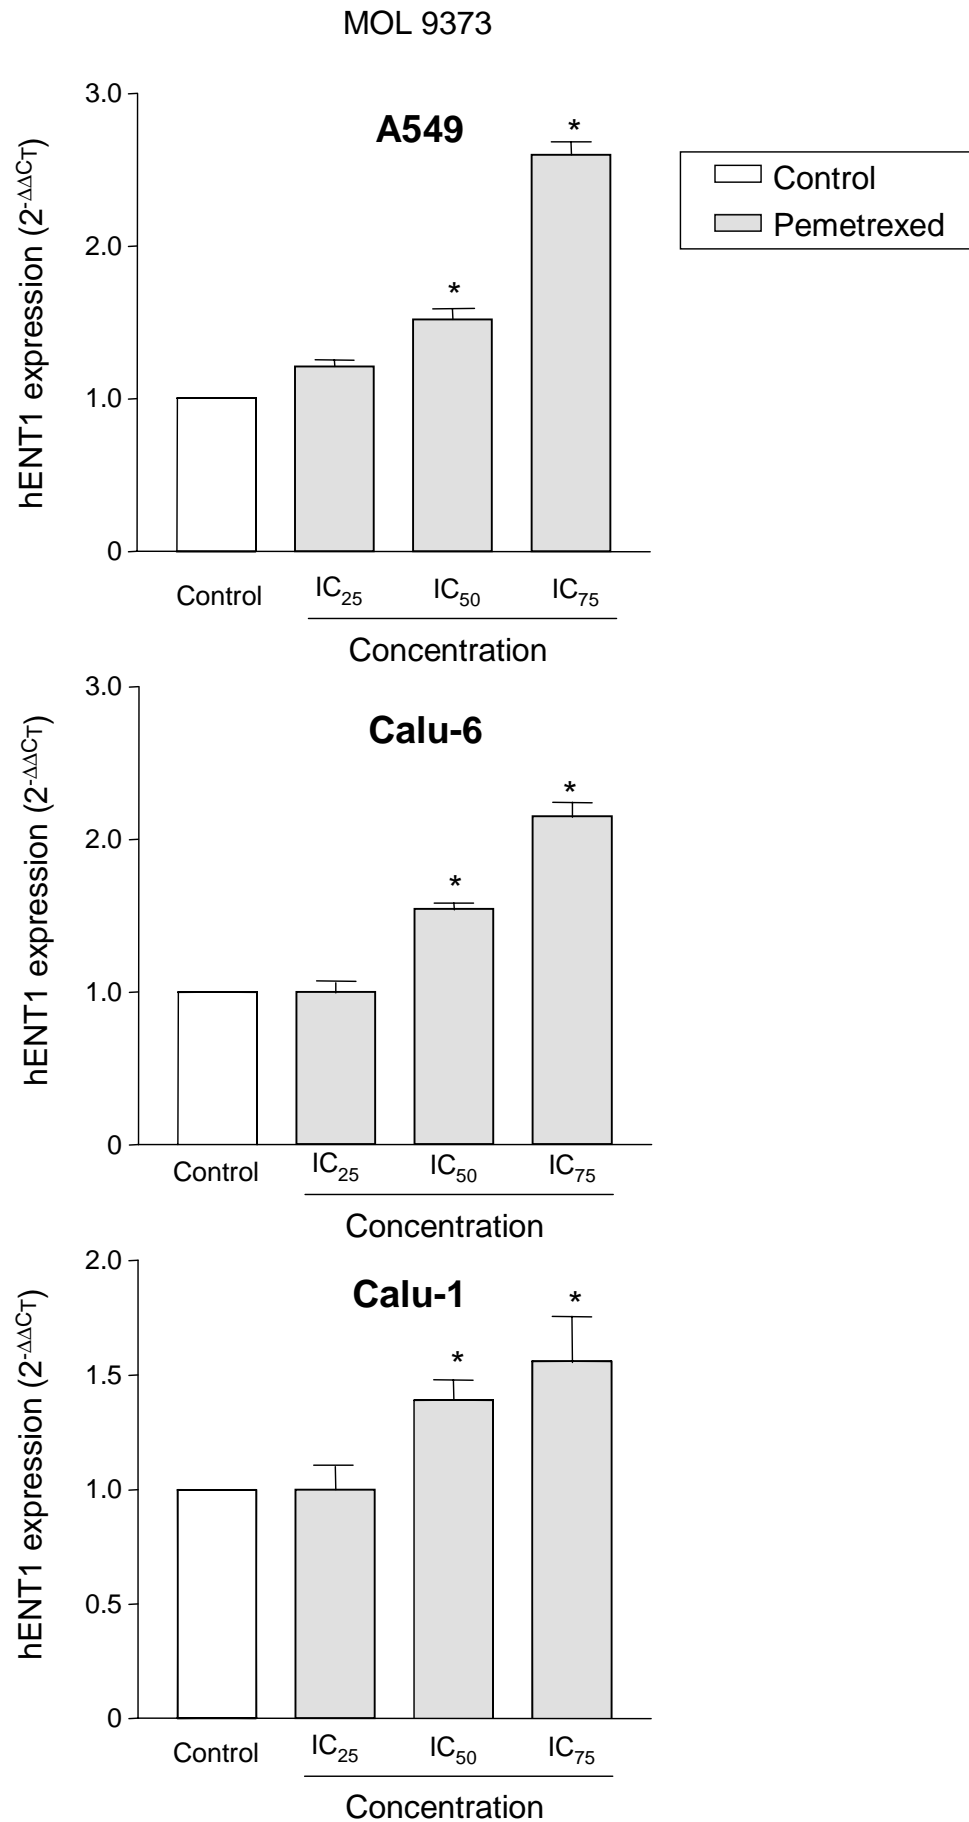 MOL 9373
3.0
A549
*
Control
Pemetrexed
2.0
*
hENT1 expression (2-ΔΔCT)
1.0
0
Control
IC25
IC50
IC75
Concentration
3.0
Calu-6
*
2.0
*
hENT1 expression (2-ΔΔCT)
1.0
0
Control
IC25
IC50
IC75
Concentration
2.0
Calu-1
*
*
1.5
hENT1 expression (2-ΔΔCT)
1.0
0.5
0
Control
IC25
IC50
IC75
Concentration